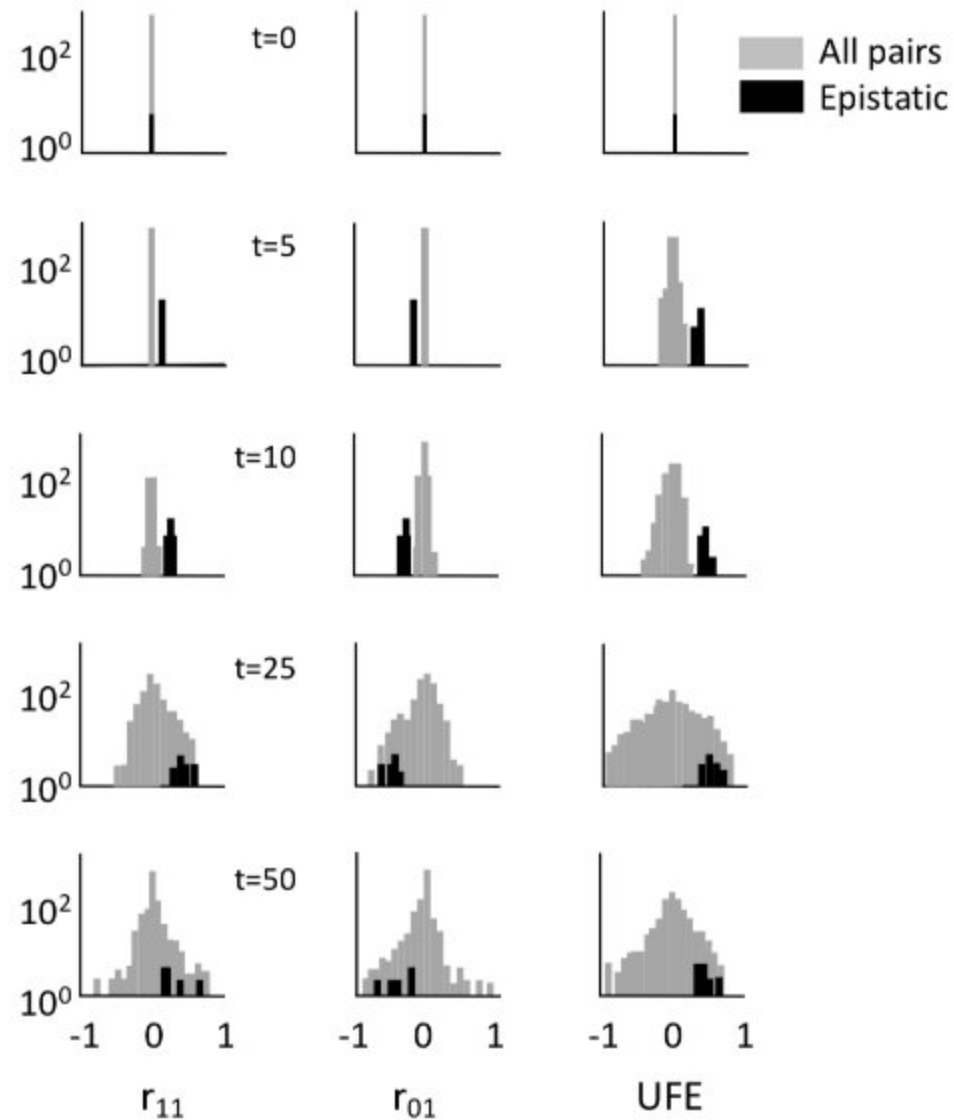 10² t=0 All pairs
10⁰ Epistatic
10² t=5
10⁰
10² t=10
10⁰
10² t=25
10⁰
10² t=50
10⁰
-1 0 1 -1 0 1 -1 0 1
r₁₁ r₀₁ UFE